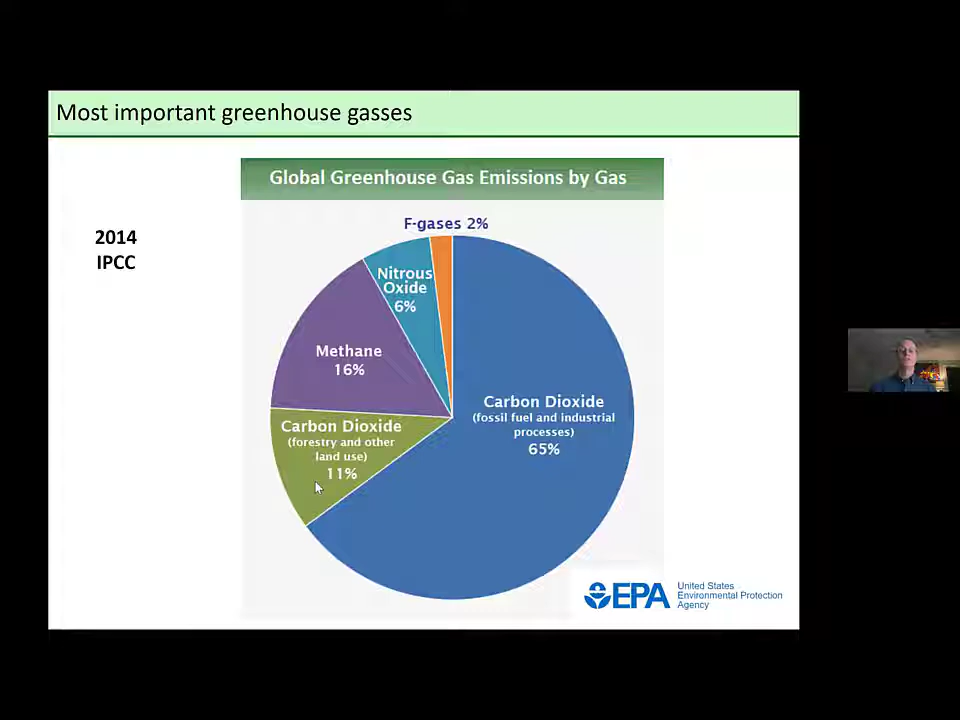 Most important greenhouse gasses
Global Greenhouse Gas Emissions by Gas
2014
IPCC
F-gases 2%
Nitrous
Oxide
6%
Methane
16%
Carbon Dioxide
(forestry and other
land use)
11%
Carbon Dioxide
(fossil fuel and industrial
processes)
65%
EPA
United States
Environmental Protection
Agency